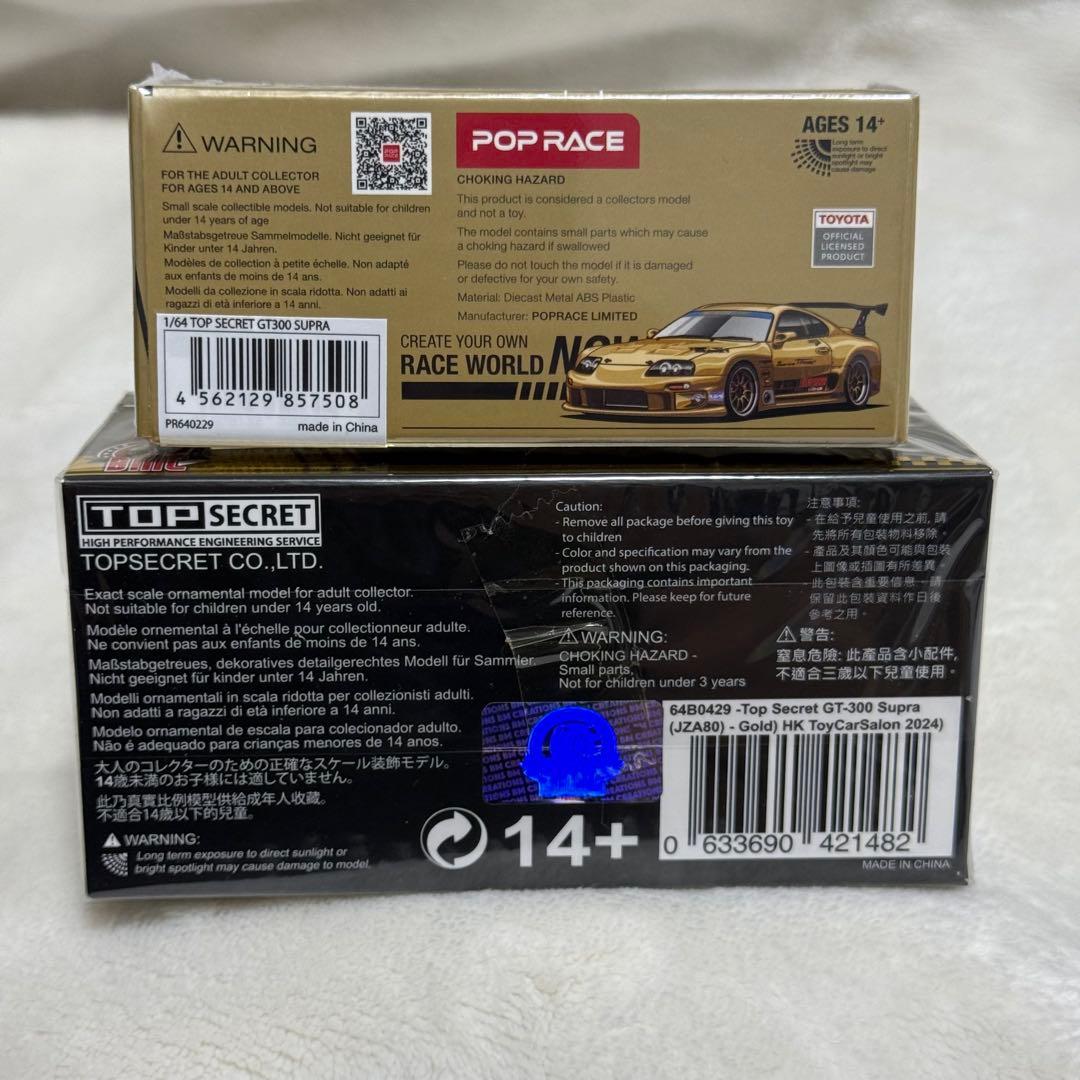 WARNING
FOR THE ADULT COLLECTOR
FOR AGES 14 AND ABOVE
Small scale collectible models. Not suitable for children
under 14 years of age
Maßstabsgetreue Sammelmodelle. Nicht geeignet für
Kinder unter 14 Jahren.
Modèles de collection à petite échelle. Non adapté
aux enfants de moins de 14 ans.
Modelli da collezione in scala ridotta. Non adatti ai
ragazzi di età inferiore a 14 anni.
1/64 TOP SECRET GT300 SUPRA
4 562129 857508
PR640229 made in China
POP RACE
POP RACE
CHOKING HAZARD
This product is considered a collectors model
and not a toy.
The model contains small parts which may cause
a choking hazard if swallowed
Please do not touch the model if it is damaged
or defective for your own safety.
Material: Diecast Metal ABS Plastic
Manufacturer: POPRACE LIMITED
CREATE YOUR OWN
RACE WORLD NOW
AGES 14+
Long term
exposure to direct
sunlight or bright
spotlight may
cause damage
TOYOTA
OFFICIAL
LICENSED
PRODUCT
TOP SECRET
HIGH PERFORMANCE ENGINEERING SERVICE
TOPSECRET CO.,LTD.
Exact scale ornamental model for adult collector.
Not suitable for children under 14 years old.
Modèle ornemental à l'échelle pour collectionneur adulte.
Ne convient pas aux enfants de moins de 14 ans.
Maßstabgetreues, dekoratives detailgerechtes Modell für Sammler.
Nicht geeignet für kinder unter 14 Jahren.
Modelli ornamentali in scala ridotta per collezionisti adulti.
Non adatti a ragazzi di età inferiore a 14 anni.
Modelo ornamental de escala para colecionador adulto.
Não é adequado para crianças menores de 14 anos.
大人のコレクターのための正確なスケール装飾モデル。
14歳未満のお子様には適していません。
此乃真實比例模型供給成年人收藏。
不適合14歲以下的兒童。
WARNING:
Long term exposure to direct sunlight or
bright spotlight may cause damage to model.
Caution:
- Remove all package before giving this toy
to children
- Color and specification may vary from the
product shown on this packaging.
- This packaging contains important
information. Please keep for future
reference.
WARNING:
CHOKING HAZARD -
Small parts.
Not for children under 3 years
注意事項:
- 在給予兒童使用之前, 請
先將所有包裝物料移除。
- 產品及其顏色可能與包裝
上圖像或插圖有所差異
- 此包裝含重要信息, 請
保留此包裝資料作日後
參考之用。
警告:
窒息危險: 此產品含小配件,
不適合三歲以下兒童使用。
14+
64B0429 -Top Secret GT-300 Supra
(JZA80) - Gold) HK ToyCarSalon 2024)
0 633690 421482
MADE IN CHINA